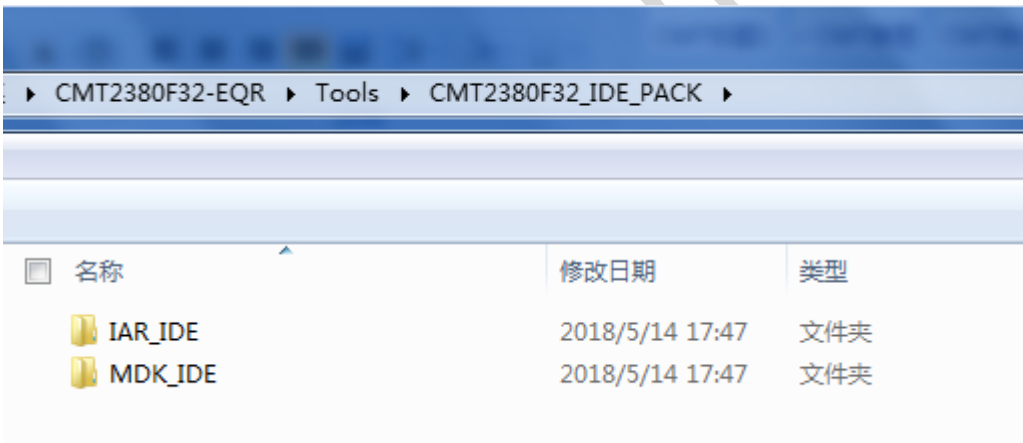 CMT2380F32-EQR ▸ Tools ▸ CMT2380F32_IDE_PACK ▸
名称 修改日期 类型
IAR_IDE 2018/5/14 17:47 文件夹
MDK_IDE 2018/5/14 17:47 文件夹